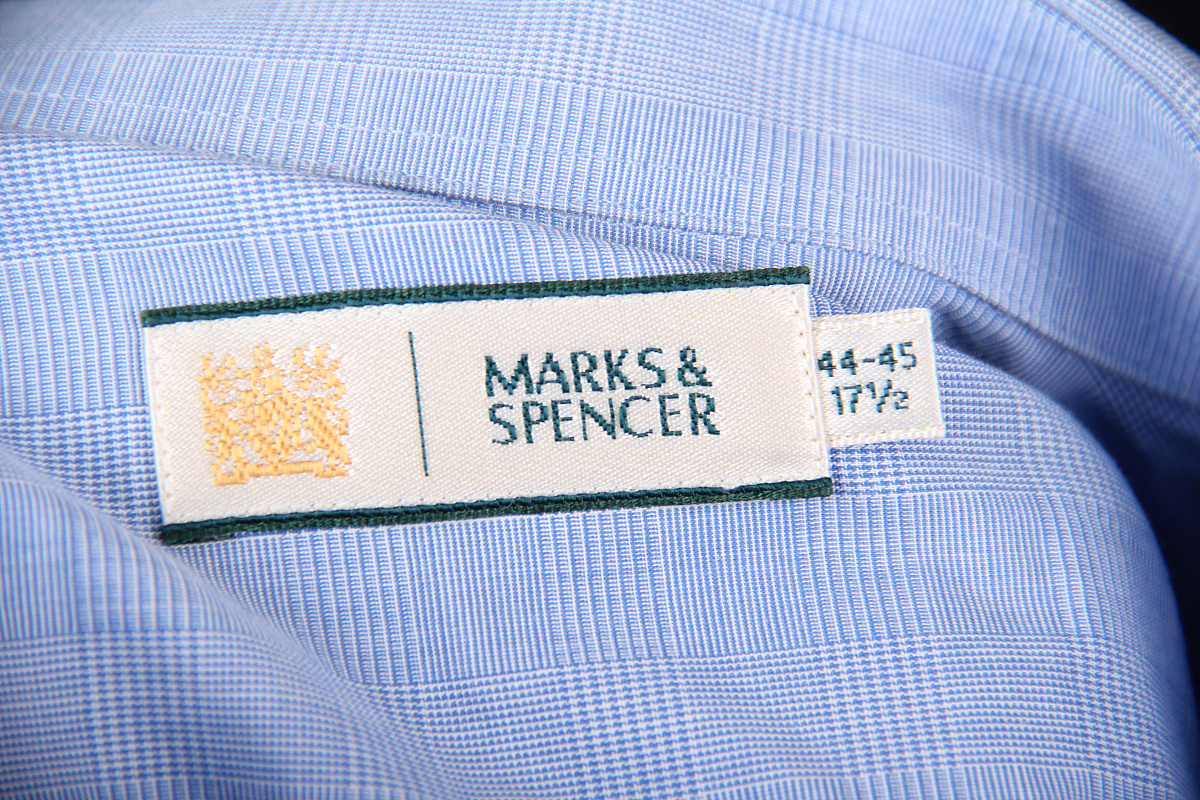 MARKS &
SPENCER
44-45
17½